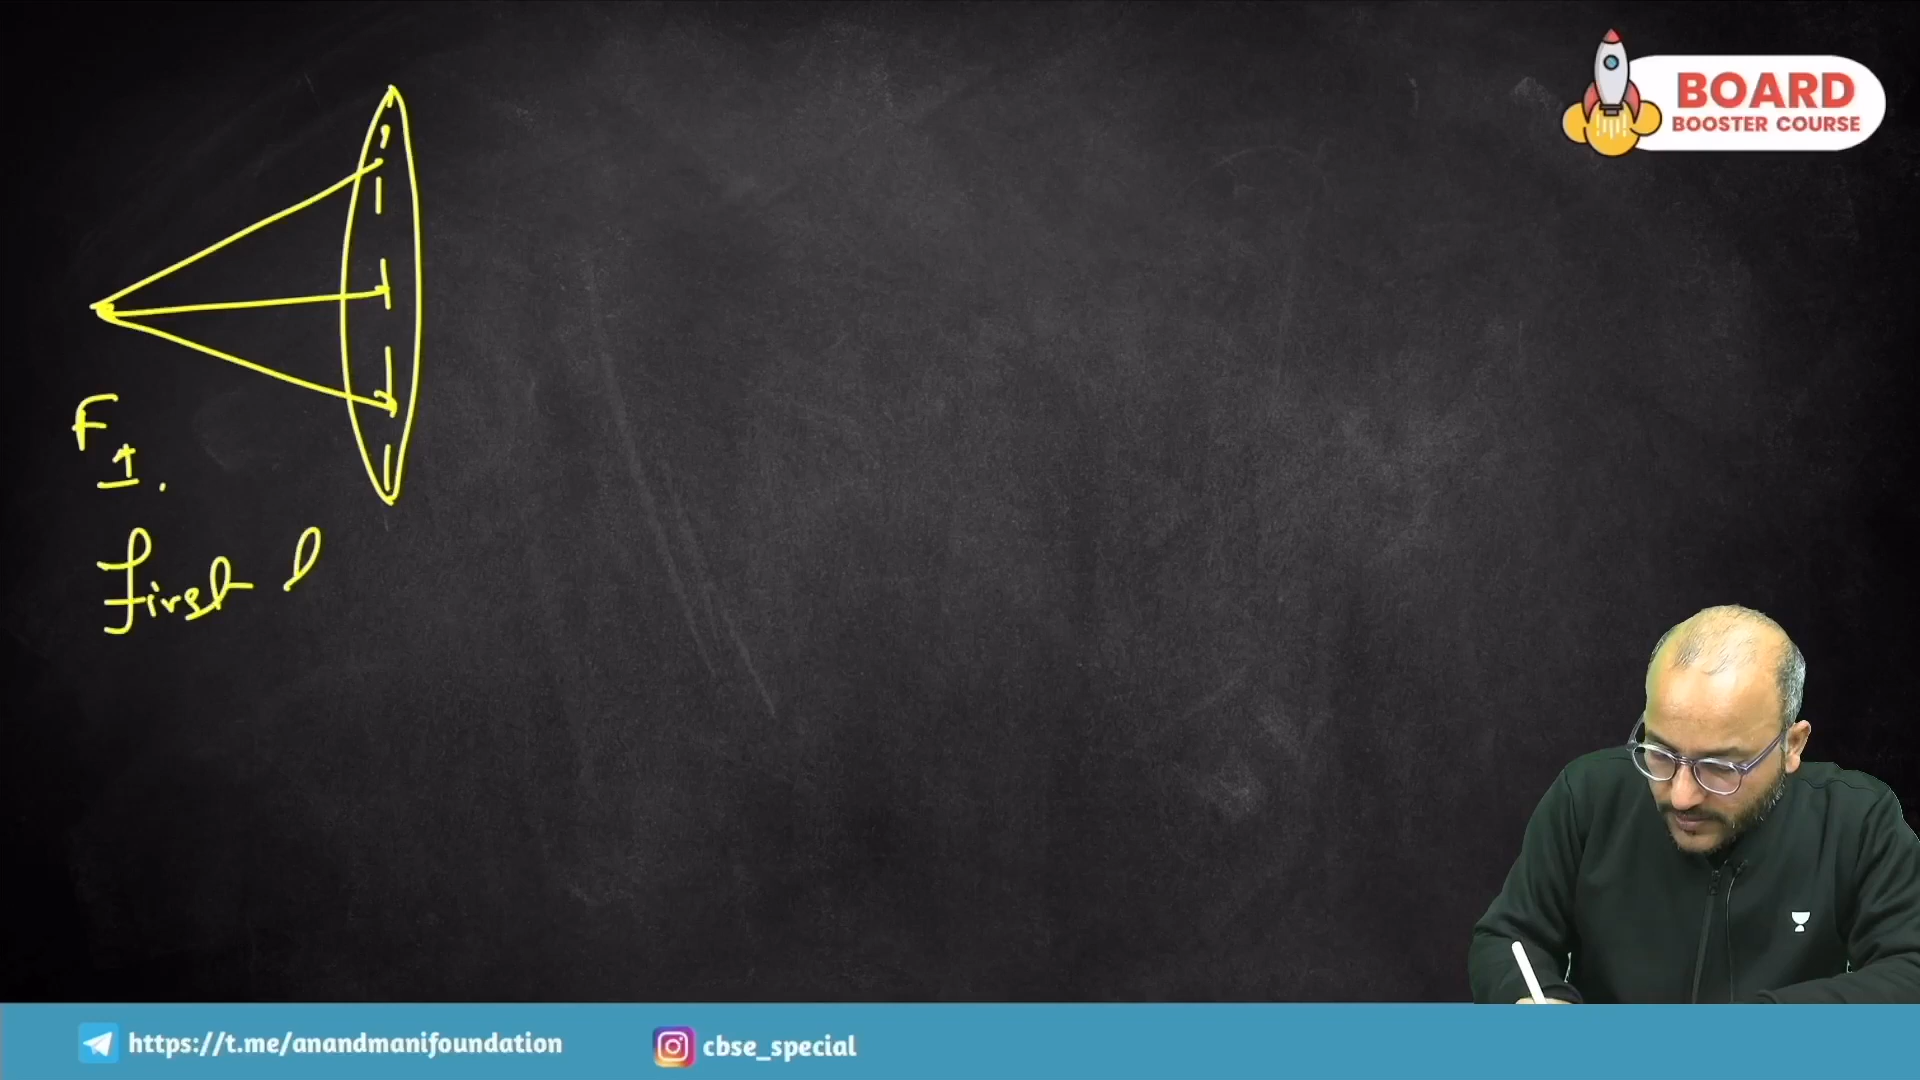 BOARD
BOOSTER COURSE
F1.
First
https://t.me/anandmanifoundation
cbse_special